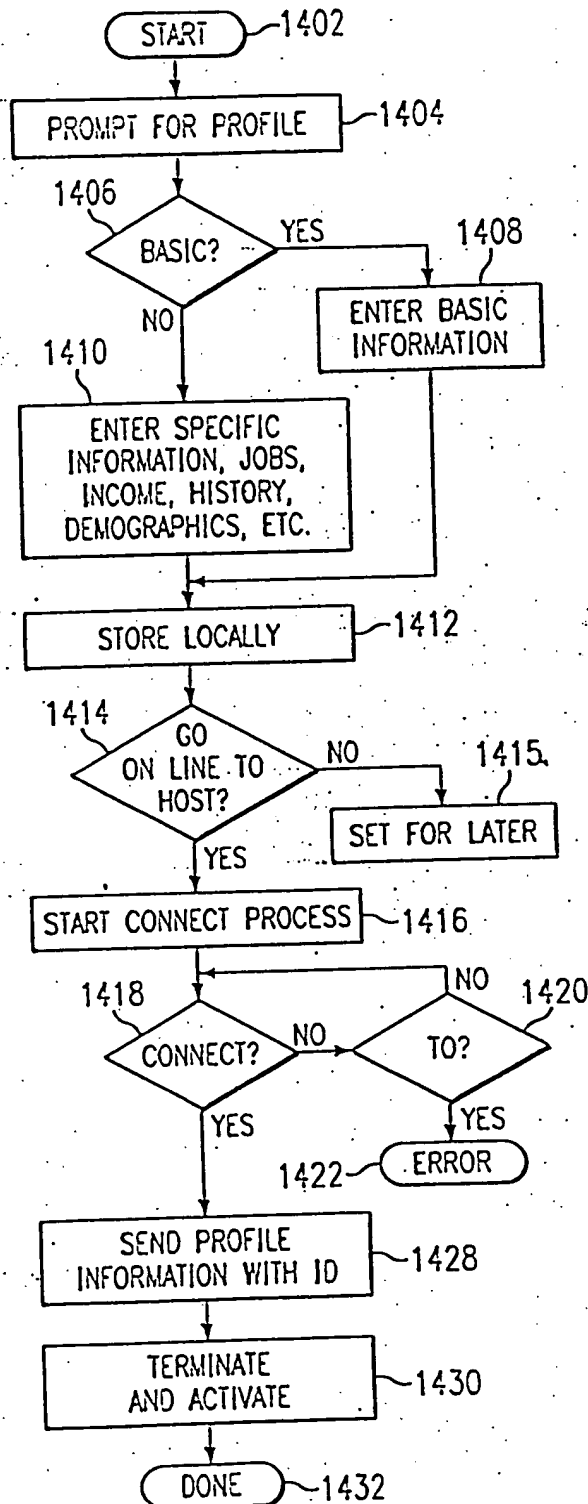 START
1402
PROMPT FOR PROFILE
1404
1406
BASIC?
YES
1408
NO
ENTER BASIC
INFORMATION
1410
ENTER SPECIFIC
INFORMATION, JOBS,
INCOME, HISTORY,
DEMOGRAPHICS, ETC.
STORE LOCALLY
1412
1414
GO
ON LINE TO
HOST?
NO
1415
SET FOR LATER
YES
START CONNECT PROCESS
1416
NO
1418
1420
CONNECT?
NO
TO?
YES
YES
1422
ERROR
SEND PROFILE
INFORMATION WITH ID
1428
TERMINATE
AND ACTIVATE
1430
DONE
1432